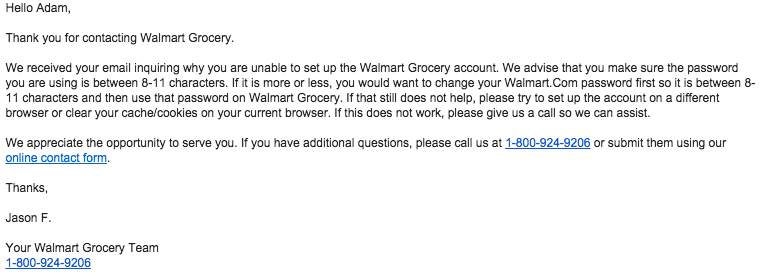 Hello Adam,
Thank you for contacting Walmart Grocery.
We received your email inquiring why you are unable to set up the Walmart Grocery account. We advise that you make sure the password
you are using is between 8-11 characters. If it is more or less, you would want to change your Walmart.Com password first so it is between 8-
11 characters and then use that password on Walmart Grocery. If that still does not help, please try to set up the account on a different
browser or clear your cache/cookies on your current browser. If this does not work, please give us a call so we can assist.
We appreciate the opportunity to serve you. If you have additional questions, please call us at 1-800-924-9206 or submit them using our
online contact form.
Thanks,
Jason F.
Your Walmart Grocery Team
1-800-924-9206